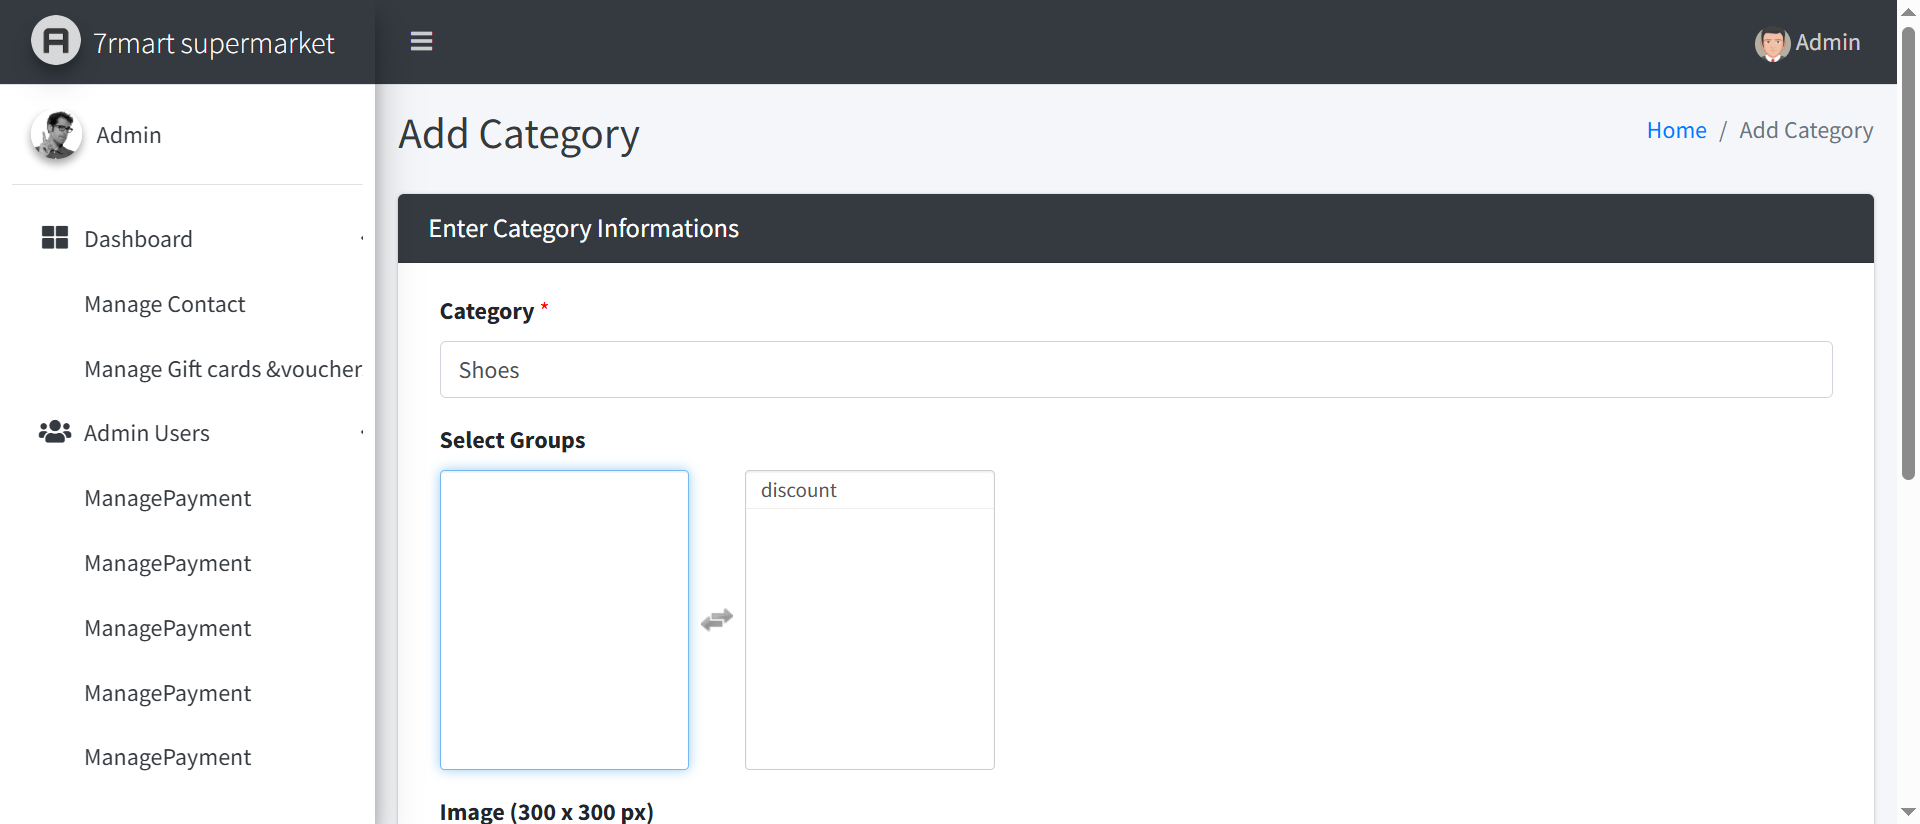 7rmart supermarket
Admin
Admin
Add Category
Home / Add Category
Dashboard
Manage Contact
Manage Gift cards &voucher
Admin Users
ManagePayment
ManagePayment
ManagePayment
ManagePayment
ManagePayment
Enter Category Informations
Category *
Shoes
Select Groups
discount
Image (300 x 300 px)